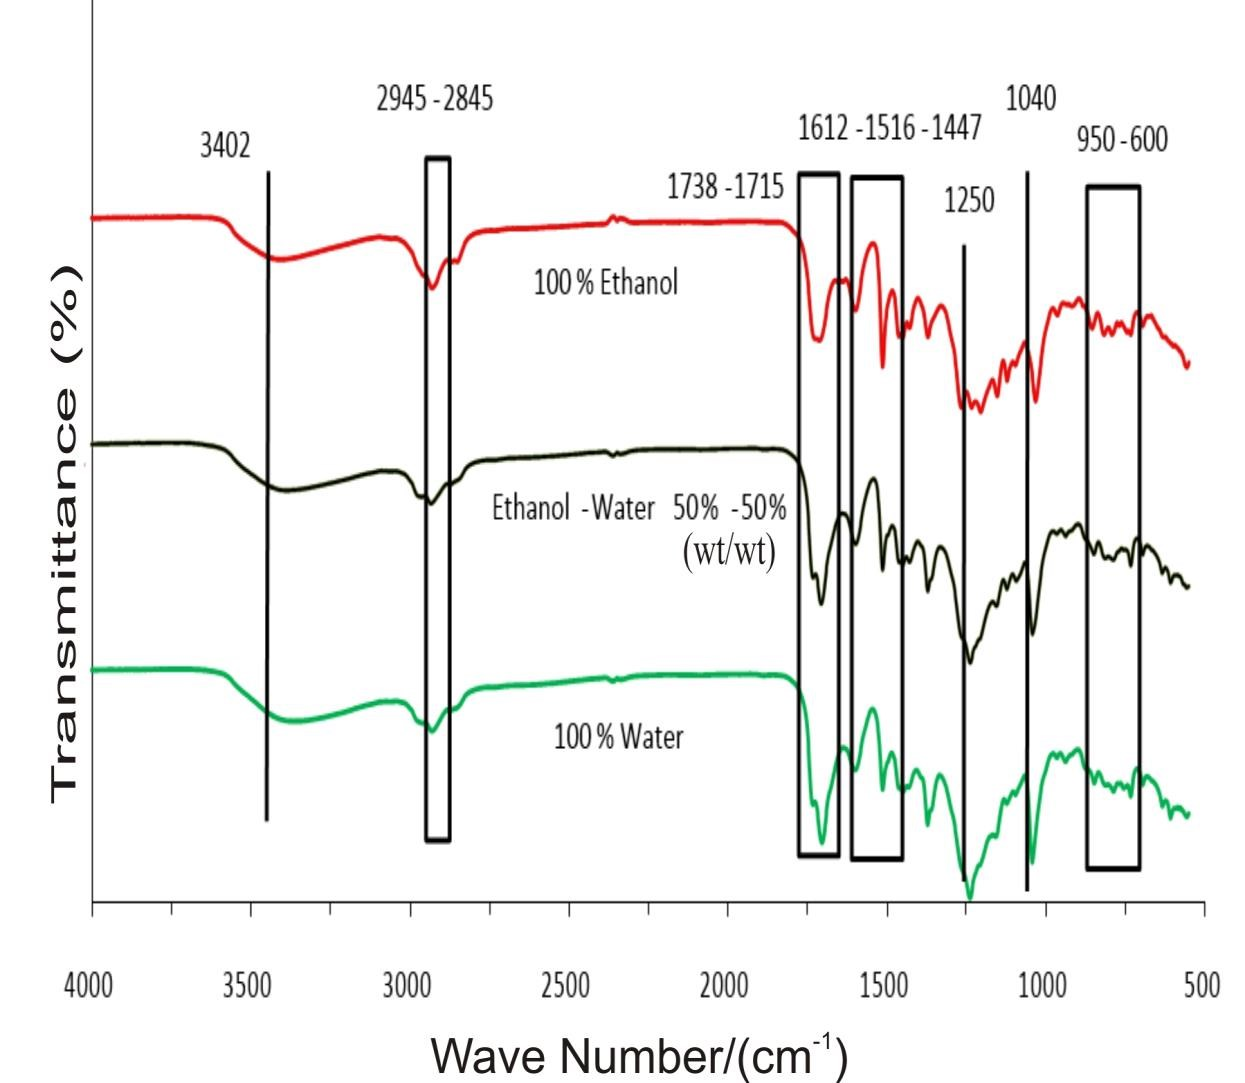 2945 -2845
1040
1612 -1516 -1447
3402
950 -600
1738 -1715
1250
100% Ethanol
Ethanol -Water 50% -50%
(wt/wt)
100% Water
Transmittance (%)
4000 3500 3000 2500 2000 1500 1000 500
Wave Number/(cm⁻¹)